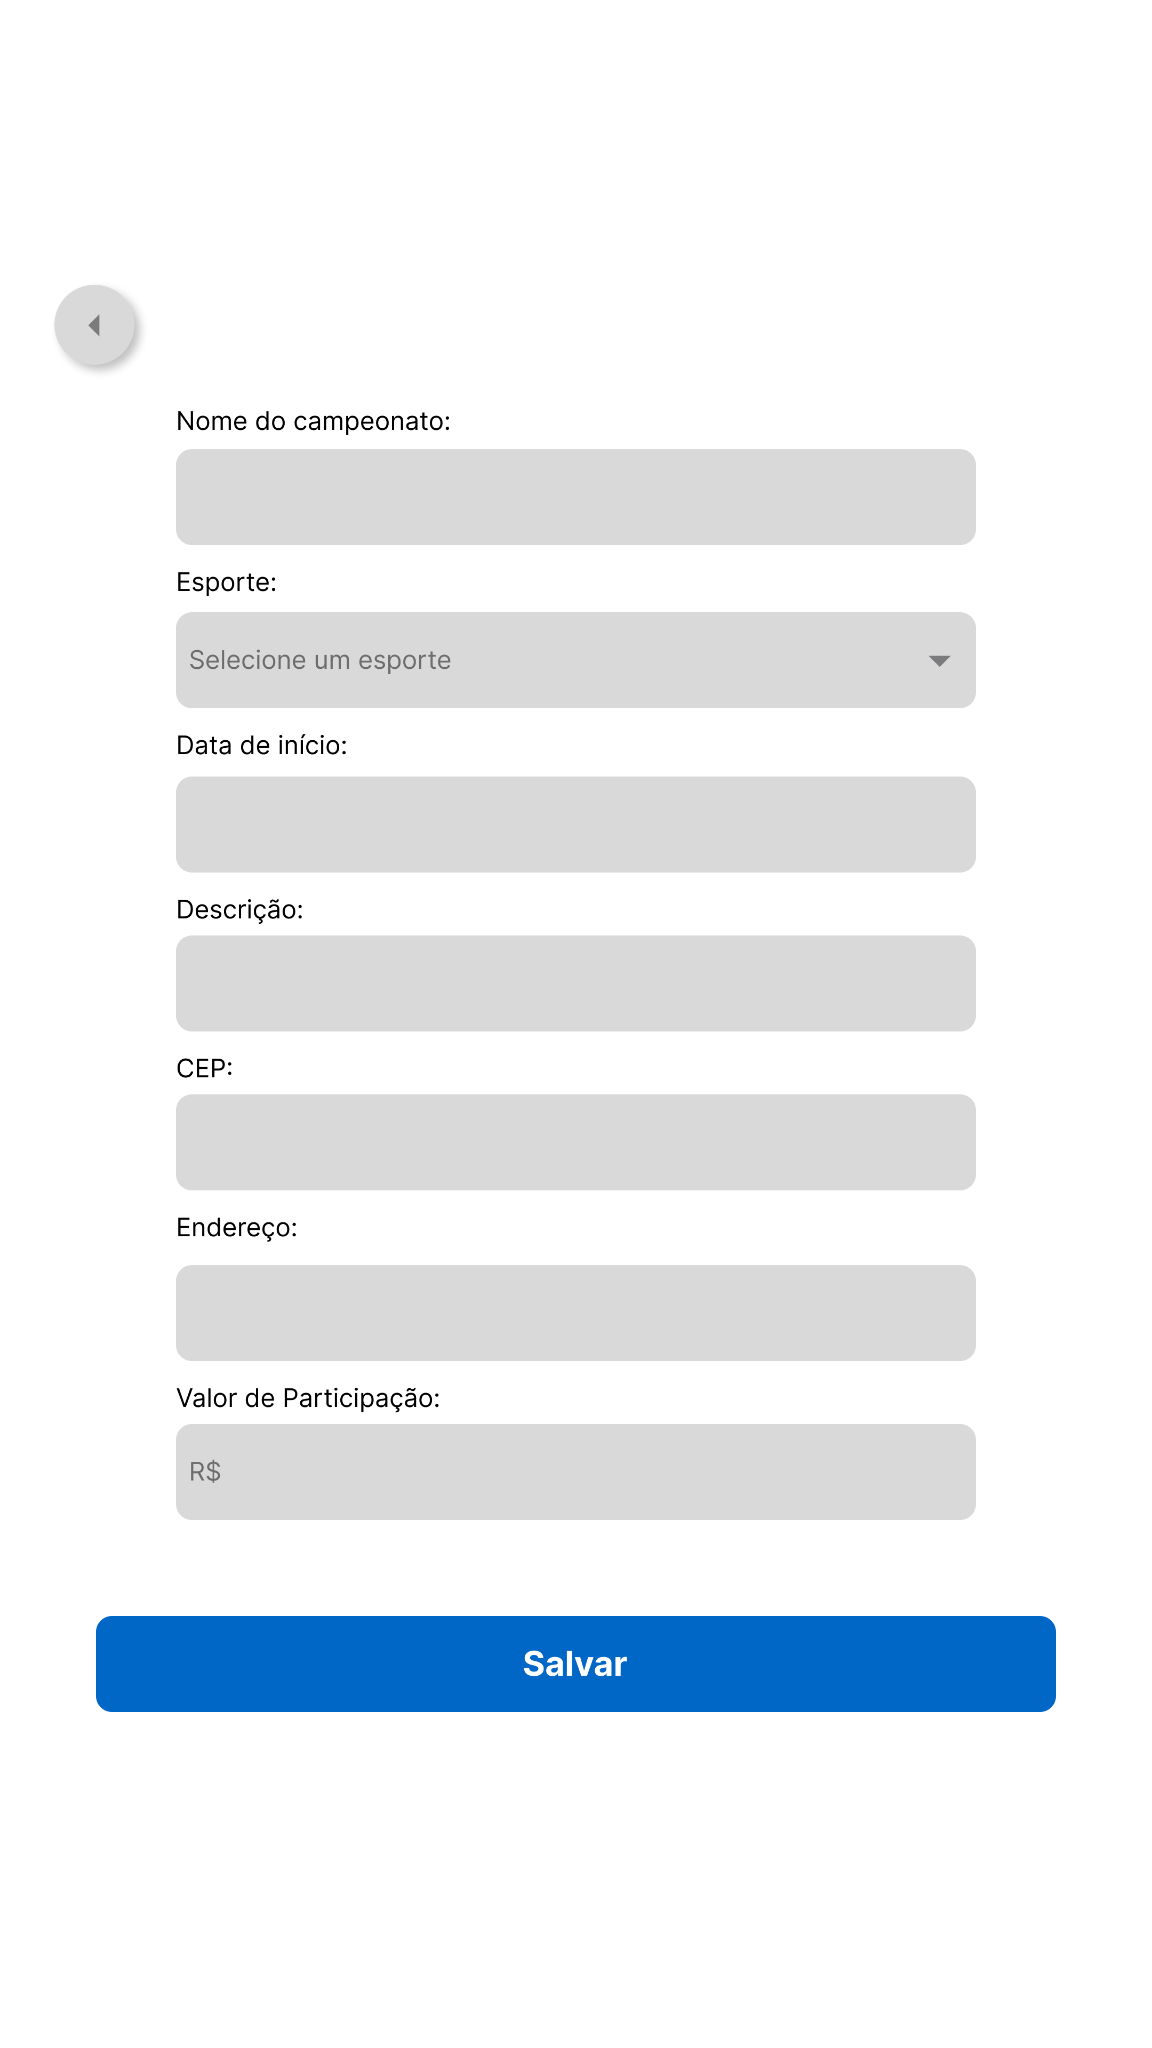 Nome do campeonato:
Esporte:
Selecione um esporte
Data de início:
Descrição:
CEP:
Endereço:
Valor de Participação:
R$
Salvar